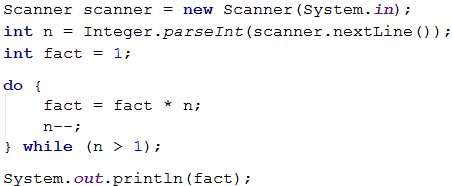 Scanner scanner = new Scanner(System.in);
int n = Integer.parseInt(scanner.nextLine());
int fact = 1;
do {
    fact = fact * n;
    n--;
} while (n > 1);
System.out.println(fact);